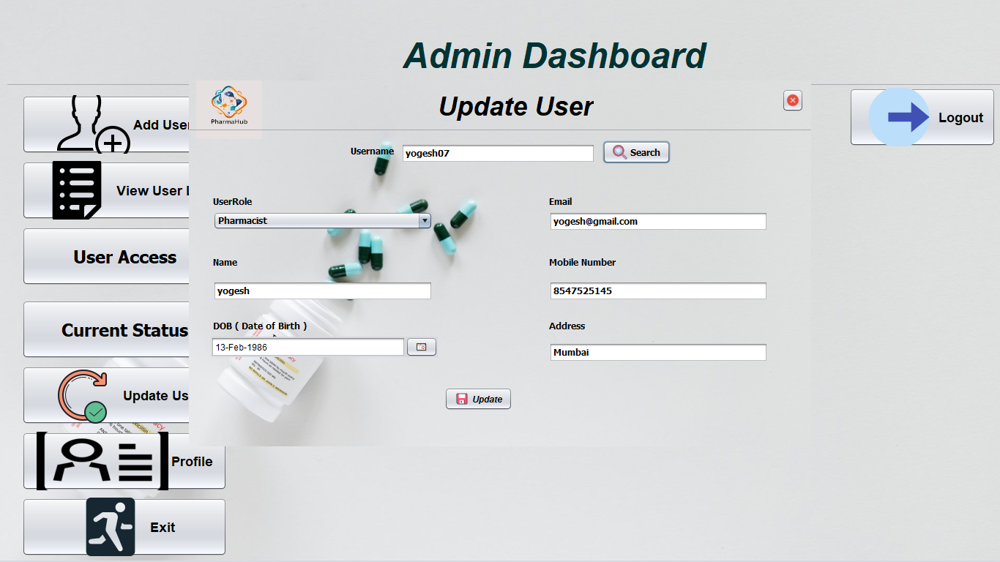 Admin Dashboard
PharmaHub
Update User
Add User
View User
User Access
Current Status
Update Us
Profile
Exit
Logout
Username
yogesh07
Search
UserRole
Pharmacist
Email
yogesh@gmail.com
Name
yogesh
Mobile Number
8547525145
DOB ( Date of Birth )
13-Feb-1986
Address
Mumbai
Update